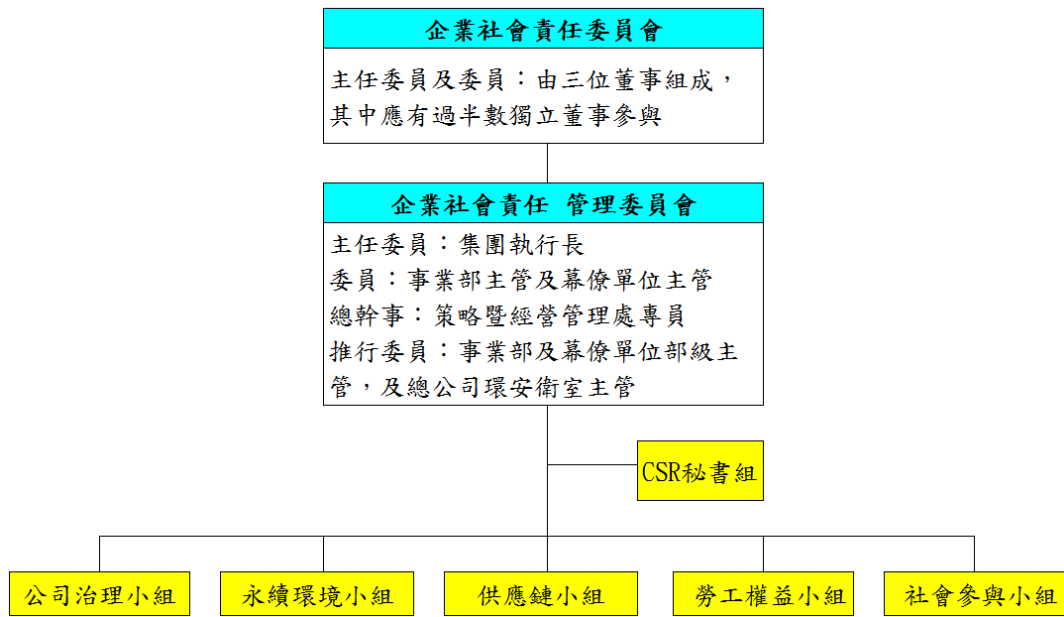 企業社會責任委員會
主任委員及委員：由三位董事組成，
其中應有過半數獨立董事參與
企業社會責任 管理委員會
主任委員：集團執行長
委員：事業部主管及幕僚單位主管
總幹事：策略暨經營管理處專員
推行委員：事業部及幕僚單位部級主
管，及總公司環安衛室主管
CSR秘書組
公司治理小組
永續環境小組
供應鏈小組
勞工權益小組
社會參與小組